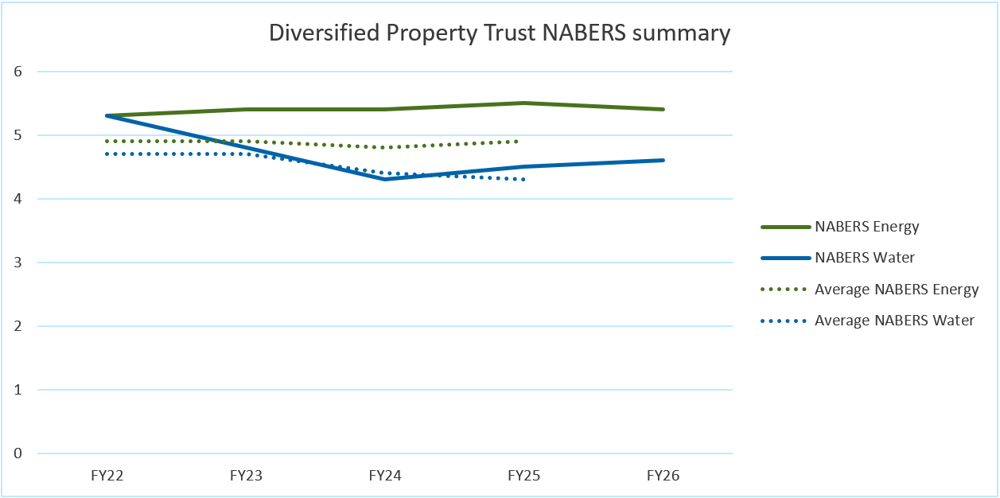 Diversified Property Trust NABERS summary
6
5
4
3
2
1
0
FY22 FY23 FY24 FY25 FY26
NABERS Energy
NABERS Water
Average NABERS Energy
Average NABERS Water